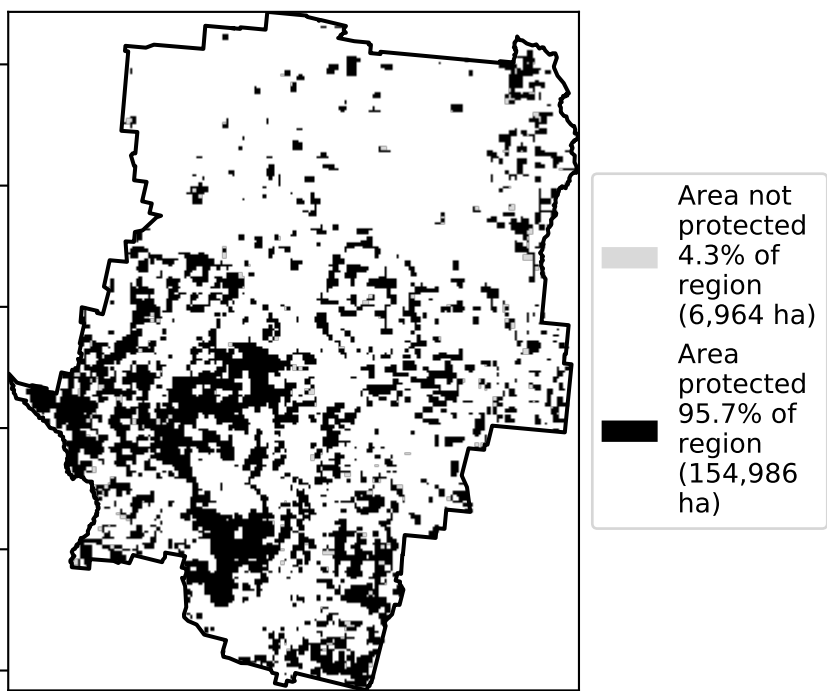 Area not
protected
4.3% of
region
(6,964 ha)
Area
protected
95.7% of
region
(154,986
ha)